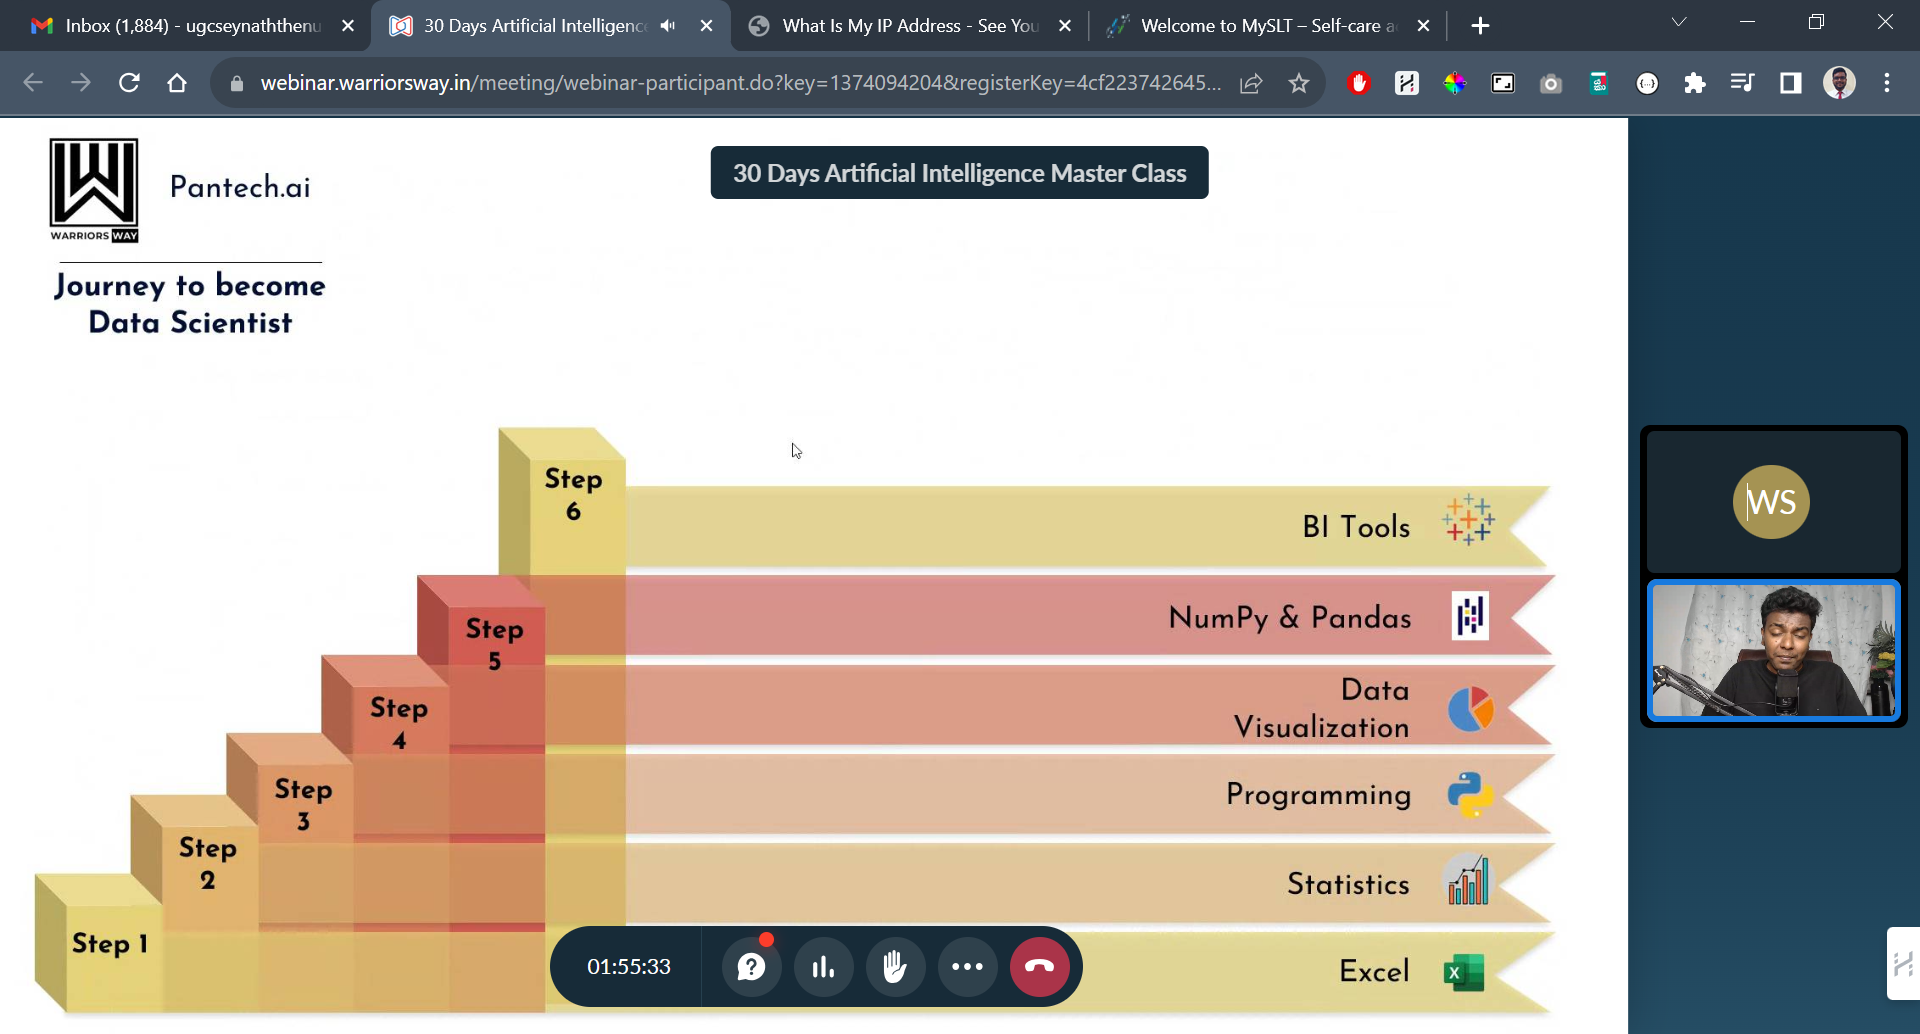 Inbox (1,884) - ugcseynaththenu
30 Days Artificial Intelligenc
What Is My IP Address - See You
Welcome to MySLT – Self-care a
webinar.warriorsway.in/meeting/webinar-participant.do?key=1374094204&registerKey=4cf223742645...
WARRIORS WAY
Pantech.ai
30 Days Artificial Intelligence Master Class
Journey to become
Data Scientist
Step
6
BI Tools
Step
5
NumPy & Pandas
Step
4
Data
Visualization
Step
3
Programming
Step
2
Statistics
Step 1
Excel
X
01:55:33
WS